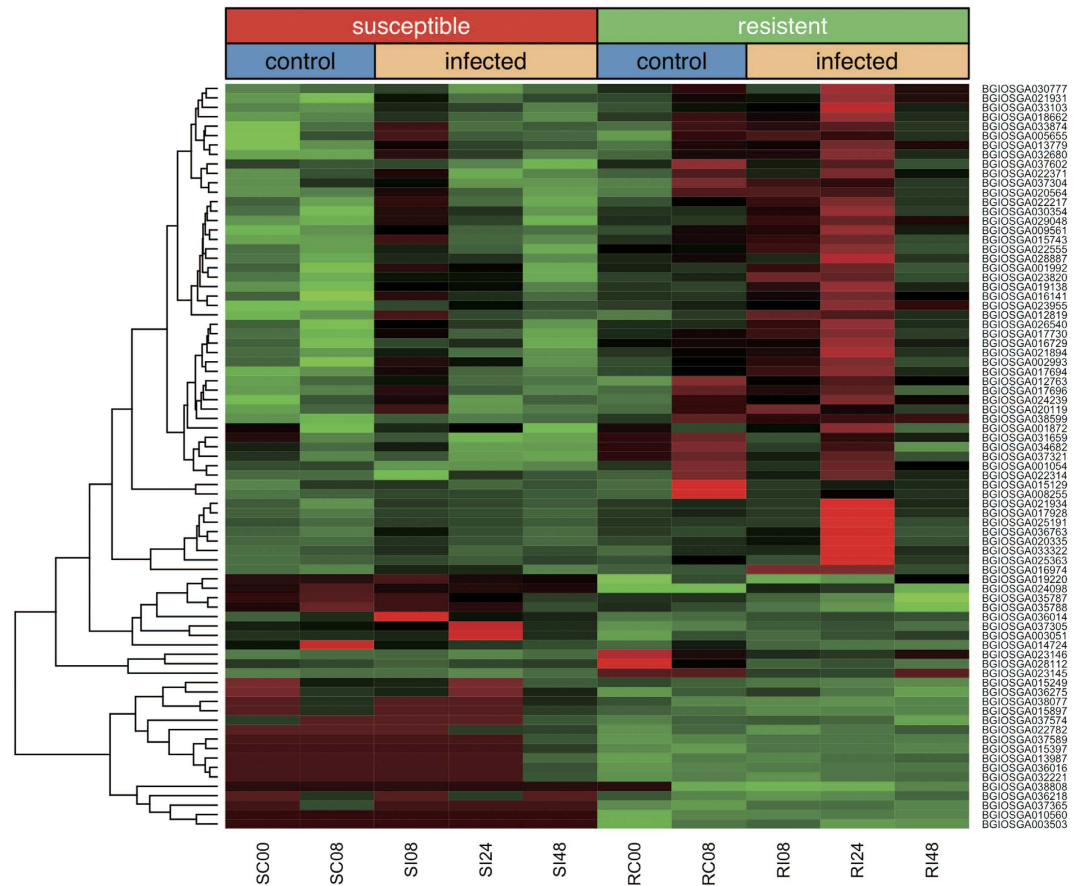 susceptible resistent
control infected control infected
BGIOSGA030777
BGIOSGA021931
BGIOSGA033103
BGIOSGA018662
BGIOSGA033874
BGIOSGA005655
BGIOSGA013779
BGIOSGA032680
BGIOSGA037602
BGIOSGA022371
BGIOSGA037304
BGIOSGA020564
BGIOSGA022217
BGIOSGA030354
BGIOSGA029048
BGIOSGA009561
BGIOSGA015743
BGIOSGA022555
BGIOSGA028887
BGIOSGA001992
BGIOSGA023820
BGIOSGA019138
BGIOSGA016141
BGIOSGA023955
BGIOSGA012819
BGIOSGA026540
BGIOSGA017730
BGIOSGA016729
BGIOSGA021894
BGIOSGA002993
BGIOSGA017694
BGIOSGA012763
BGIOSGA017696
BGIOSGA024239
BGIOSGA020119
BGIOSGA038599
BGIOSGA001872
BGIOSGA031659
BGIOSGA034682
BGIOSGA037321
BGIOSGA001054
BGIOSGA022314
BGIOSGA015129
BGIOSGA008255
BGIOSGA021934
BGIOSGA017928
BGIOSGA025191
BGIOSGA036763
BGIOSGA020335
BGIOSGA033322
BGIOSGA025363
BGIOSGA016974
BGIOSGA019220
BGIOSGA024098
BGIOSGA035787
BGIOSGA035788
BGIOSGA036014
BGIOSGA037305
BGIOSGA003051
BGIOSGA014724
BGIOSGA023146
BGIOSGA028112
BGIOSGA023145
BGIOSGA015249
BGIOSGA036275
BGIOSGA038077
BGIOSGA015897
BGIOSGA037574
BGIOSGA022782
BGIOSGA037589
BGIOSGA015397
BGIOSGA013987
BGIOSGA036016
BGIOSGA032221
BGIOSGA038808
BGIOSGA036218
BGIOSGA037365
BGIOSGA010560
BGIOSGA003503
SC00 SC08 SI08 SI24 SI48 RC00 RC08 RI08 RI24 RI48